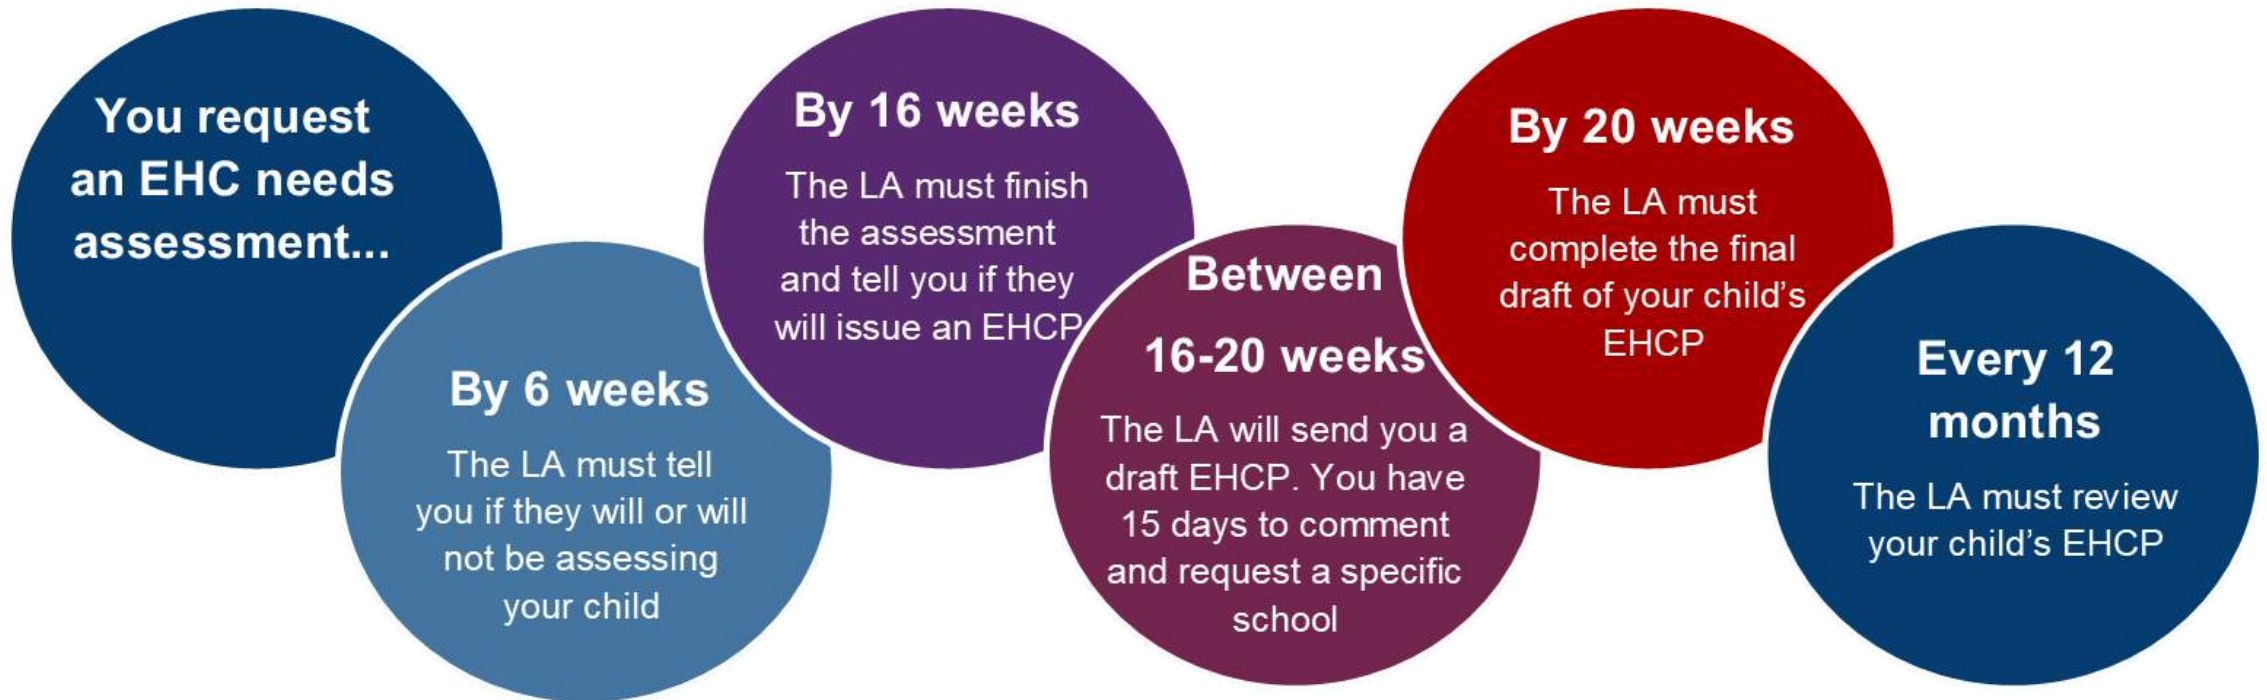 You request
an EHC needs
assessment...
By 6 weeks
The LA must tell
you if they will or will
not be assessing
your child
By 16 weeks
The LA must finish
the assessment
and tell you if they
will issue an EHCP
Between
16-20 weeks
The LA will send you a
draft EHCP. You have
15 days to comment
and request a specific
school
By 20 weeks
The LA must
complete the final
draft of your child’s
EHCP
Every 12
months
The LA must review
your child’s EHCP